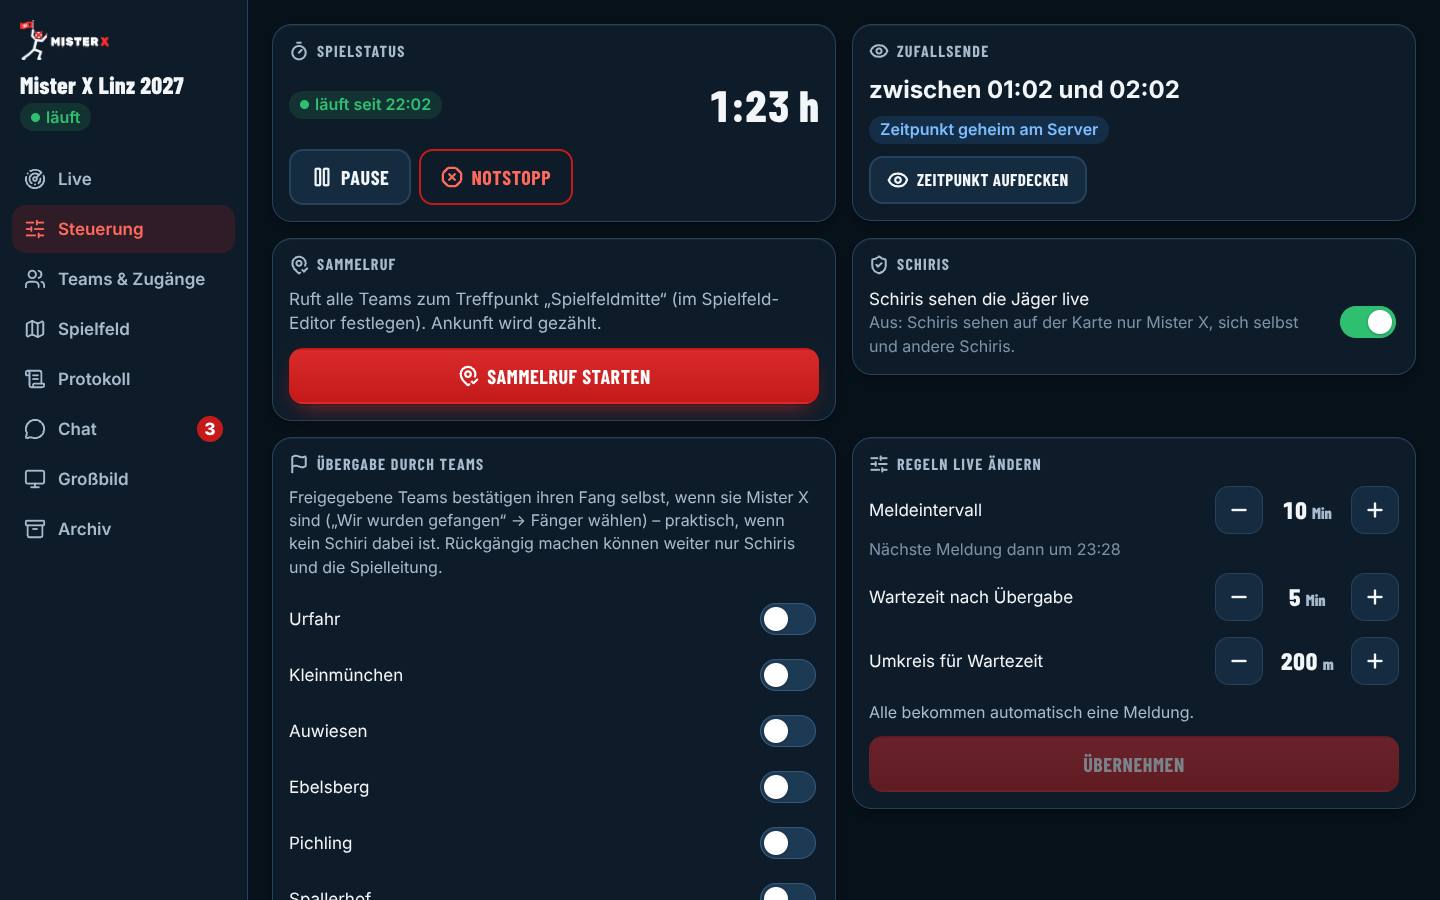 MISTER X
Mister X Linz 2027
läuft
Live
Steuerung
Teams & Zugänge
Spielfeld
Protokoll
Chat
3
Großbild
Archiv
SPIELSTATUS
läuft seit 22:02
1:23 h
PAUSE
NOTSTOPP
ZUFALLSENDE
zwischen 01:02 und 02:02
Zeitpunkt geheim am Server
ZEITPUNKT AUFDECKEN
SAMMELRUF
Ruft alle Teams zum Treffpunkt „Spielfeldmitte“ (im Spielfeld-
Editor festlegen). Ankunft wird gezählt.
SAMMELRUF STARTEN
SCHIRIS
Schiris sehen die Jäger live
Aus: Schiris sehen auf der Karte nur Mister X, sich selbst
und andere Schiris.
ÜBERGABE DURCH TEAMS
Freigegebene Teams bestätigen ihren Fang selbst, wenn sie Mister X
sind („Wir wurden gefangen“ → Fänger wählen) – praktisch, wenn
kein Schiri dabei ist. Rückgängig machen können weiter nur Schiris
und die Spielleitung.
Urfahr
Kleinmünchen
Auwiesen
Ebelsberg
Pichling
Spallerhof
REGELN LIVE ÄNDERN
Meldeintervall
10 Min
Nächste Meldung dann um 23:28
Wartezeit nach Übergabe
5 Min
Umkreis für Wartezeit
200 m
Alle bekommen automatisch eine Meldung.
ÜBERNEHMEN